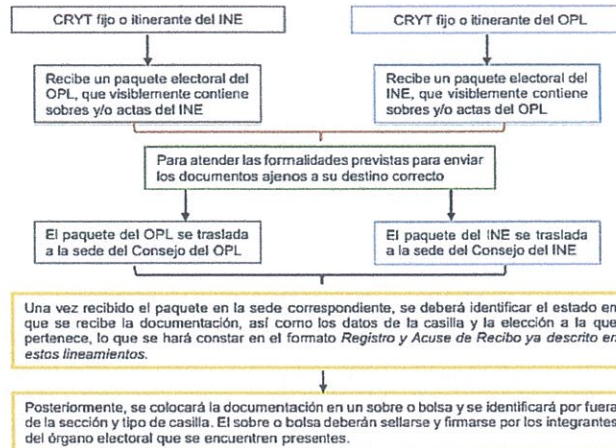 CRYT fijo o itinerante del INE
CRYT fijo o itinerante del OPL
Recibe un paquete electoral del
OPL, que visiblemente contiene
sobres y/o actas del INE
Recibe un paquete electoral del
INE, que visiblemente contiene
sobres y/o actas del OPL
Para atender las formalidades previstas para enviar
los documentos ajenos a su destino correcto
El paquete del OPL se traslada
a la sede del Consejo del OPL
El paquete del INE se traslada
a la sede del Consejo del INE
Una vez recibido el paquete en la sede correspondiente, se deberá identificar el estado en
que se recibe la documentación, así como los datos de la casilla y la elección a la que
pertenece, lo que se hará constar en el formato Registro y Acuse de Recibo ya descrito en
estos lineamientos.
Posteriormente, se colocará la documentación en un sobre o bolsa y se identificará por fuera
de la sección y tipo de casilla. El sobre o bolsa deberán sellarse y firmarse por los integrantes
del órgano electoral que se encuentren presentes.